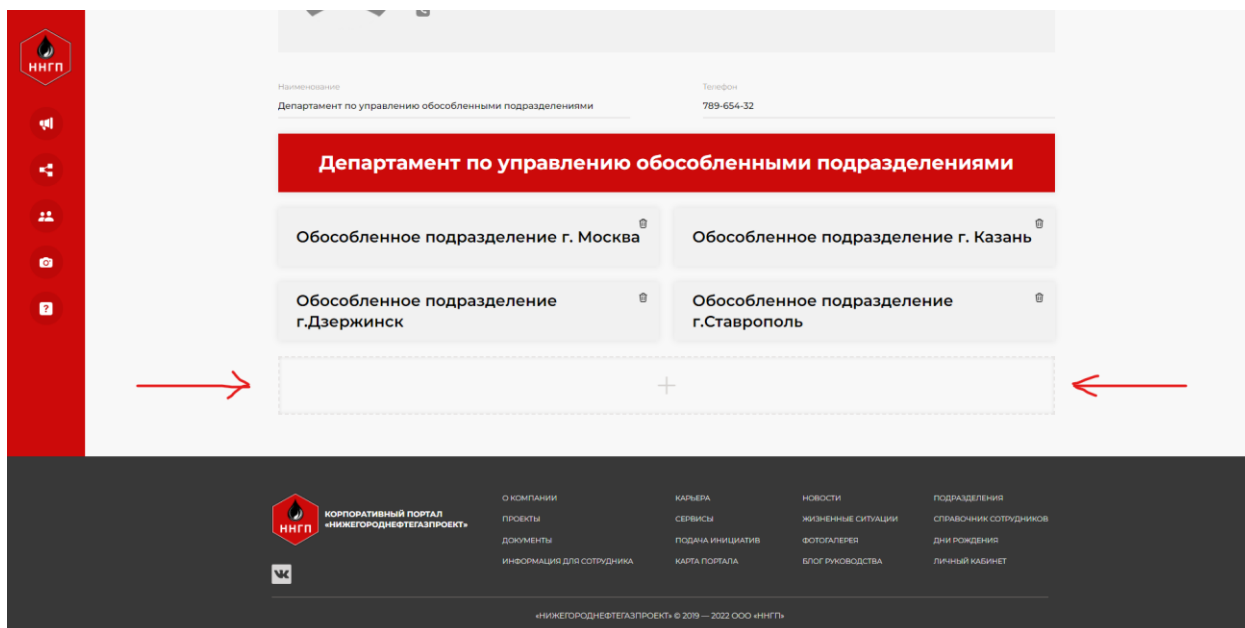 ННГП
Наименование
Телефон
Департамент по управлению обособленными подразделениями
789-654-32
Департамент по управлению обособленными подразделениями
Обособленное подразделение г. Москва
Обособленное подразделение г. Казань
Обособленное подразделение
г.Дзержинск
Обособленное подразделение
г.Ставрополь
ННГП
КОРПОРАТИВНЫЙ ПОРТАЛ
«НИЖЕГОРОДНЕФТЕГАЗПРОЕКТ»
О КОМПАНИИ
КАРЬЕРА
НОВОСТИ
ПОДРАЗДЕЛЕНИЯ
ПРОЕКТЫ
СЕРВИСЫ
ЖИЗНЕННЫЕ СИТУАЦИИ
СПРАВОЧНИК СОТРУДНИКОВ
ДОКУМЕНТЫ
ПОДАЧА ИНИЦИАТИВ
ФОТОГАЛЕРЕЯ
ДНИ РОЖДЕНИЯ
ИНФОРМАЦИЯ ДЛЯ СОТРУДНИКА
КАРТА ПОРТАЛА
БЛОГ РУКОВОДСТВА
ЛИЧНЫЙ КАБИНЕТ
«НИЖЕГОРОДНЕФТЕГАЗПРОЕКТ» © 2019 — 2022 ООО «ННГП»